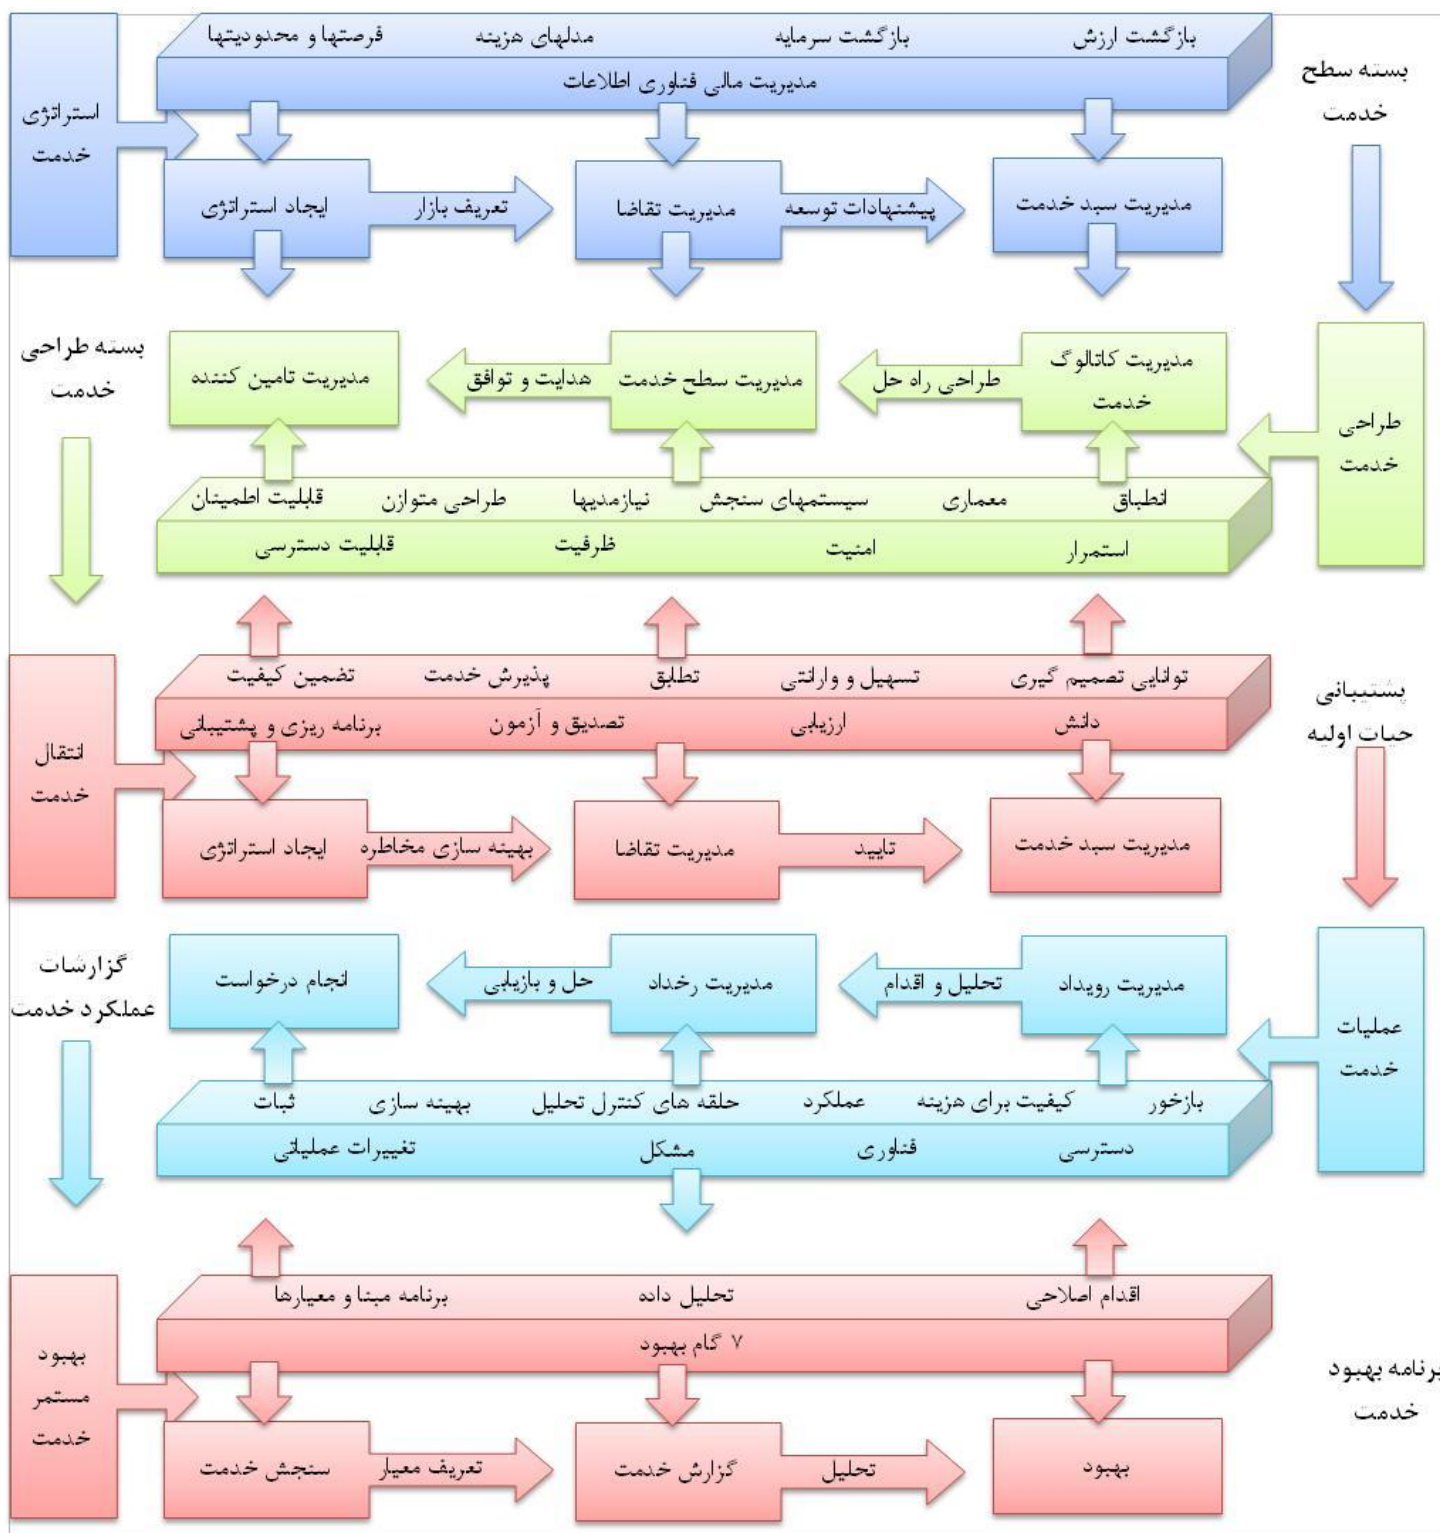 بازگشت ارزش
بازگشت سرمایه
مدلهای هزینه
فرصتها و محدودیتها
مدیریت مالی فناوری اطلاعات
استراتژی
خدمت
بسته سطح
خدمت
ایجاد استراتژی
تعریف بازار
مدیریت تقاضا
پیشنهادات توسعه
مدیریت سبد خدمت
بسته طراحی
خدمت
مدیریت کاتالوگ
خدمت
طراحی راه حل
مدیریت سطح خدمت
هدایت و توافق
مدیریت تامین کننده
طراحی
خدمت
انطباق
معماری
سیستمهای سنجش
نیازمدیها
طراحی متوازن
قابلیت اطمینان
استمرار
امنیت
ظرفیت
قابلیت دسترسی
توانایی تصمیم گیری
تسهیل و وارانتی
تطابق
پذیرش خدمت
تضمین کیفیت
دانش
ارزیابی
تصدیق و آزمون
برنامه ریزی و پشتیبانی
انتقال
خدمت
پشتیبانی
حیات اولیه
ایجاد استراتژی
بهینه سازی مخاطره
مدیریت تقاضا
تایید
مدیریت سبد خدمت
گزارشات
عملکرد خدمت
مدیریت رویداد
تحلیل و اقدام
مدیریت رخداد
حل و بازیابی
انجام درخواست
عملیات
خدمت
بازخور
کیفیت برای هزینه
عملکرد
حلقه های کنترل تحلیل
بهینه سازی
ثبات
دسترسی
فناوری
مشکل
تغییرات عملیاتی
اقدام اصلاحی
تحلیل داده
برنامه مبنا و معیارها
۷ گام بهبود
بهبود
مستمر
خدمت
برنامه بهبود
خدمت
سنجش خدمت
تعریف معیار
گزارش خدمت
تحلیل
بهبود